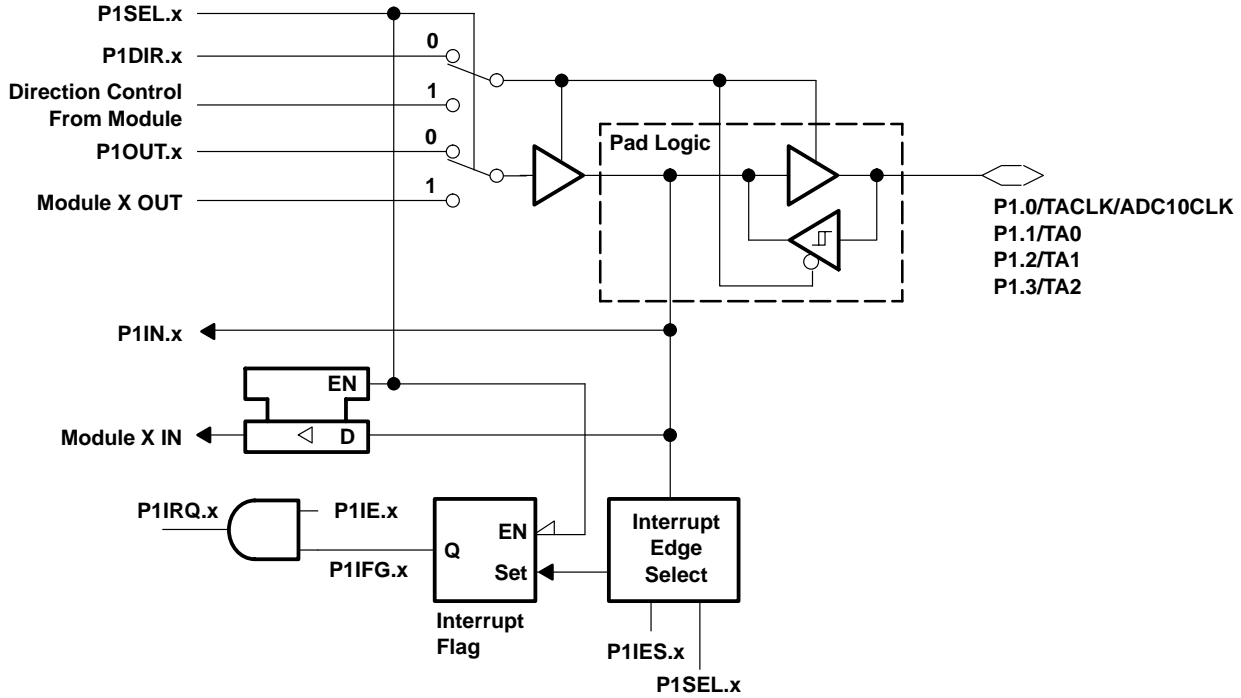 P1SEL.x
0
P1DIR.x
Direction Control
From Module
1
0
P1OUT.x
1
Module X OUT
Pad Logic
P1.0/TACLK/ADC10CLK
P1.1/TA0
P1.2/TA1
P1.3/TA2
P1IN.x
EN
Module X IN
D
P1IRQ.x
P1IE.x
P1IFG.x
Q
EN
Set
Interrupt
Flag
Interrupt
Edge
Select
P1IES.x
P1SEL.x